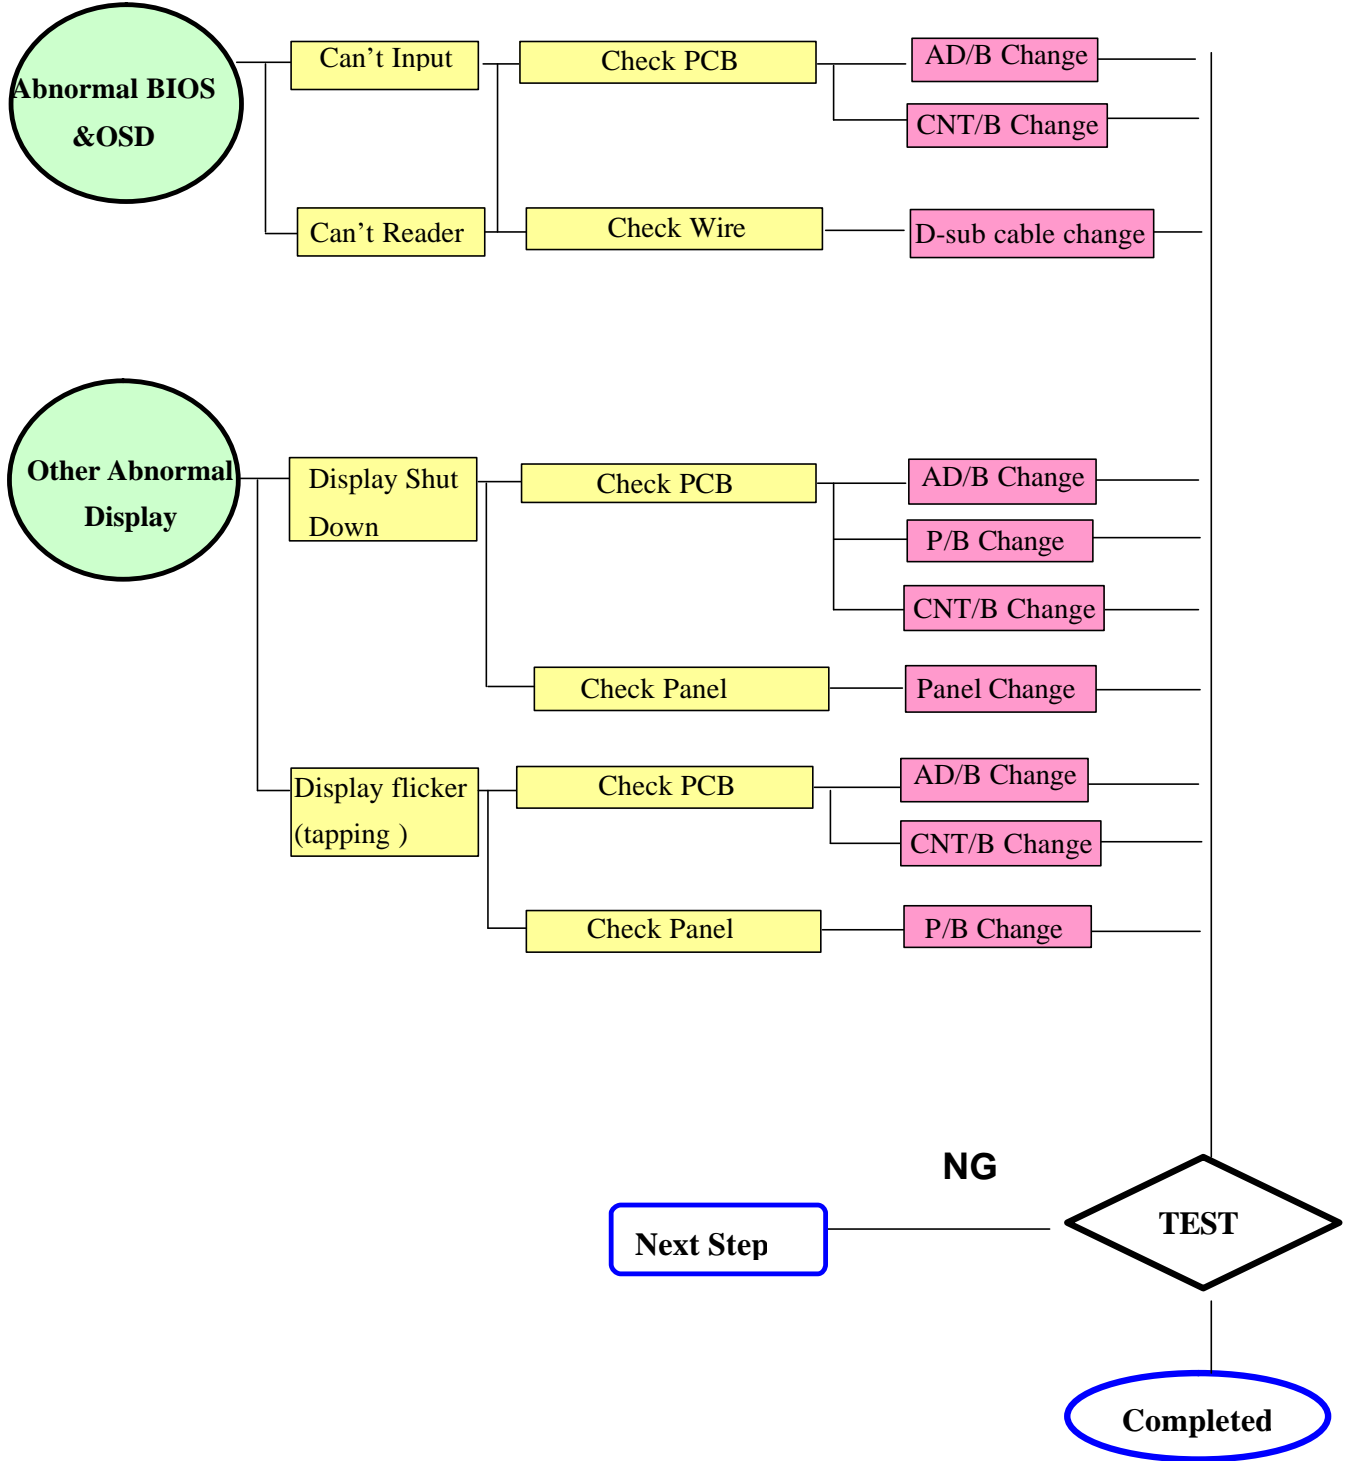 Abnormal BIOS
&OSD
Can't Input
Check PCB
AD/B Change
CNT/B Change
Can't Reader
Check Wire
D-sub cable change
Other Abnormal
Display
Display Shut
Down
Check PCB
AD/B Change
P/B Change
CNT/B Change
Check Panel
Panel Change
Display flicker
(tapping )
Check PCB
AD/B Change
CNT/B Change
Check Panel
P/B Change
NG
TEST
Next Step
Completed